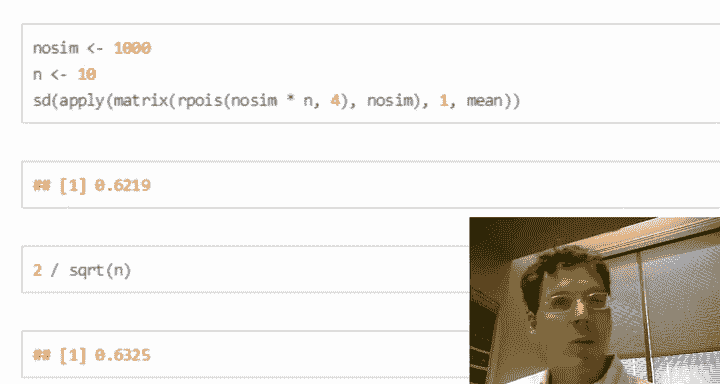 nosim <- 1000
n <- 10
sd(apply(matrix(rpois(nosim * n, 4), nosim), 1, mean))
## [1] 0.6219
2 / sqrt(n)
## [1] 0.6325